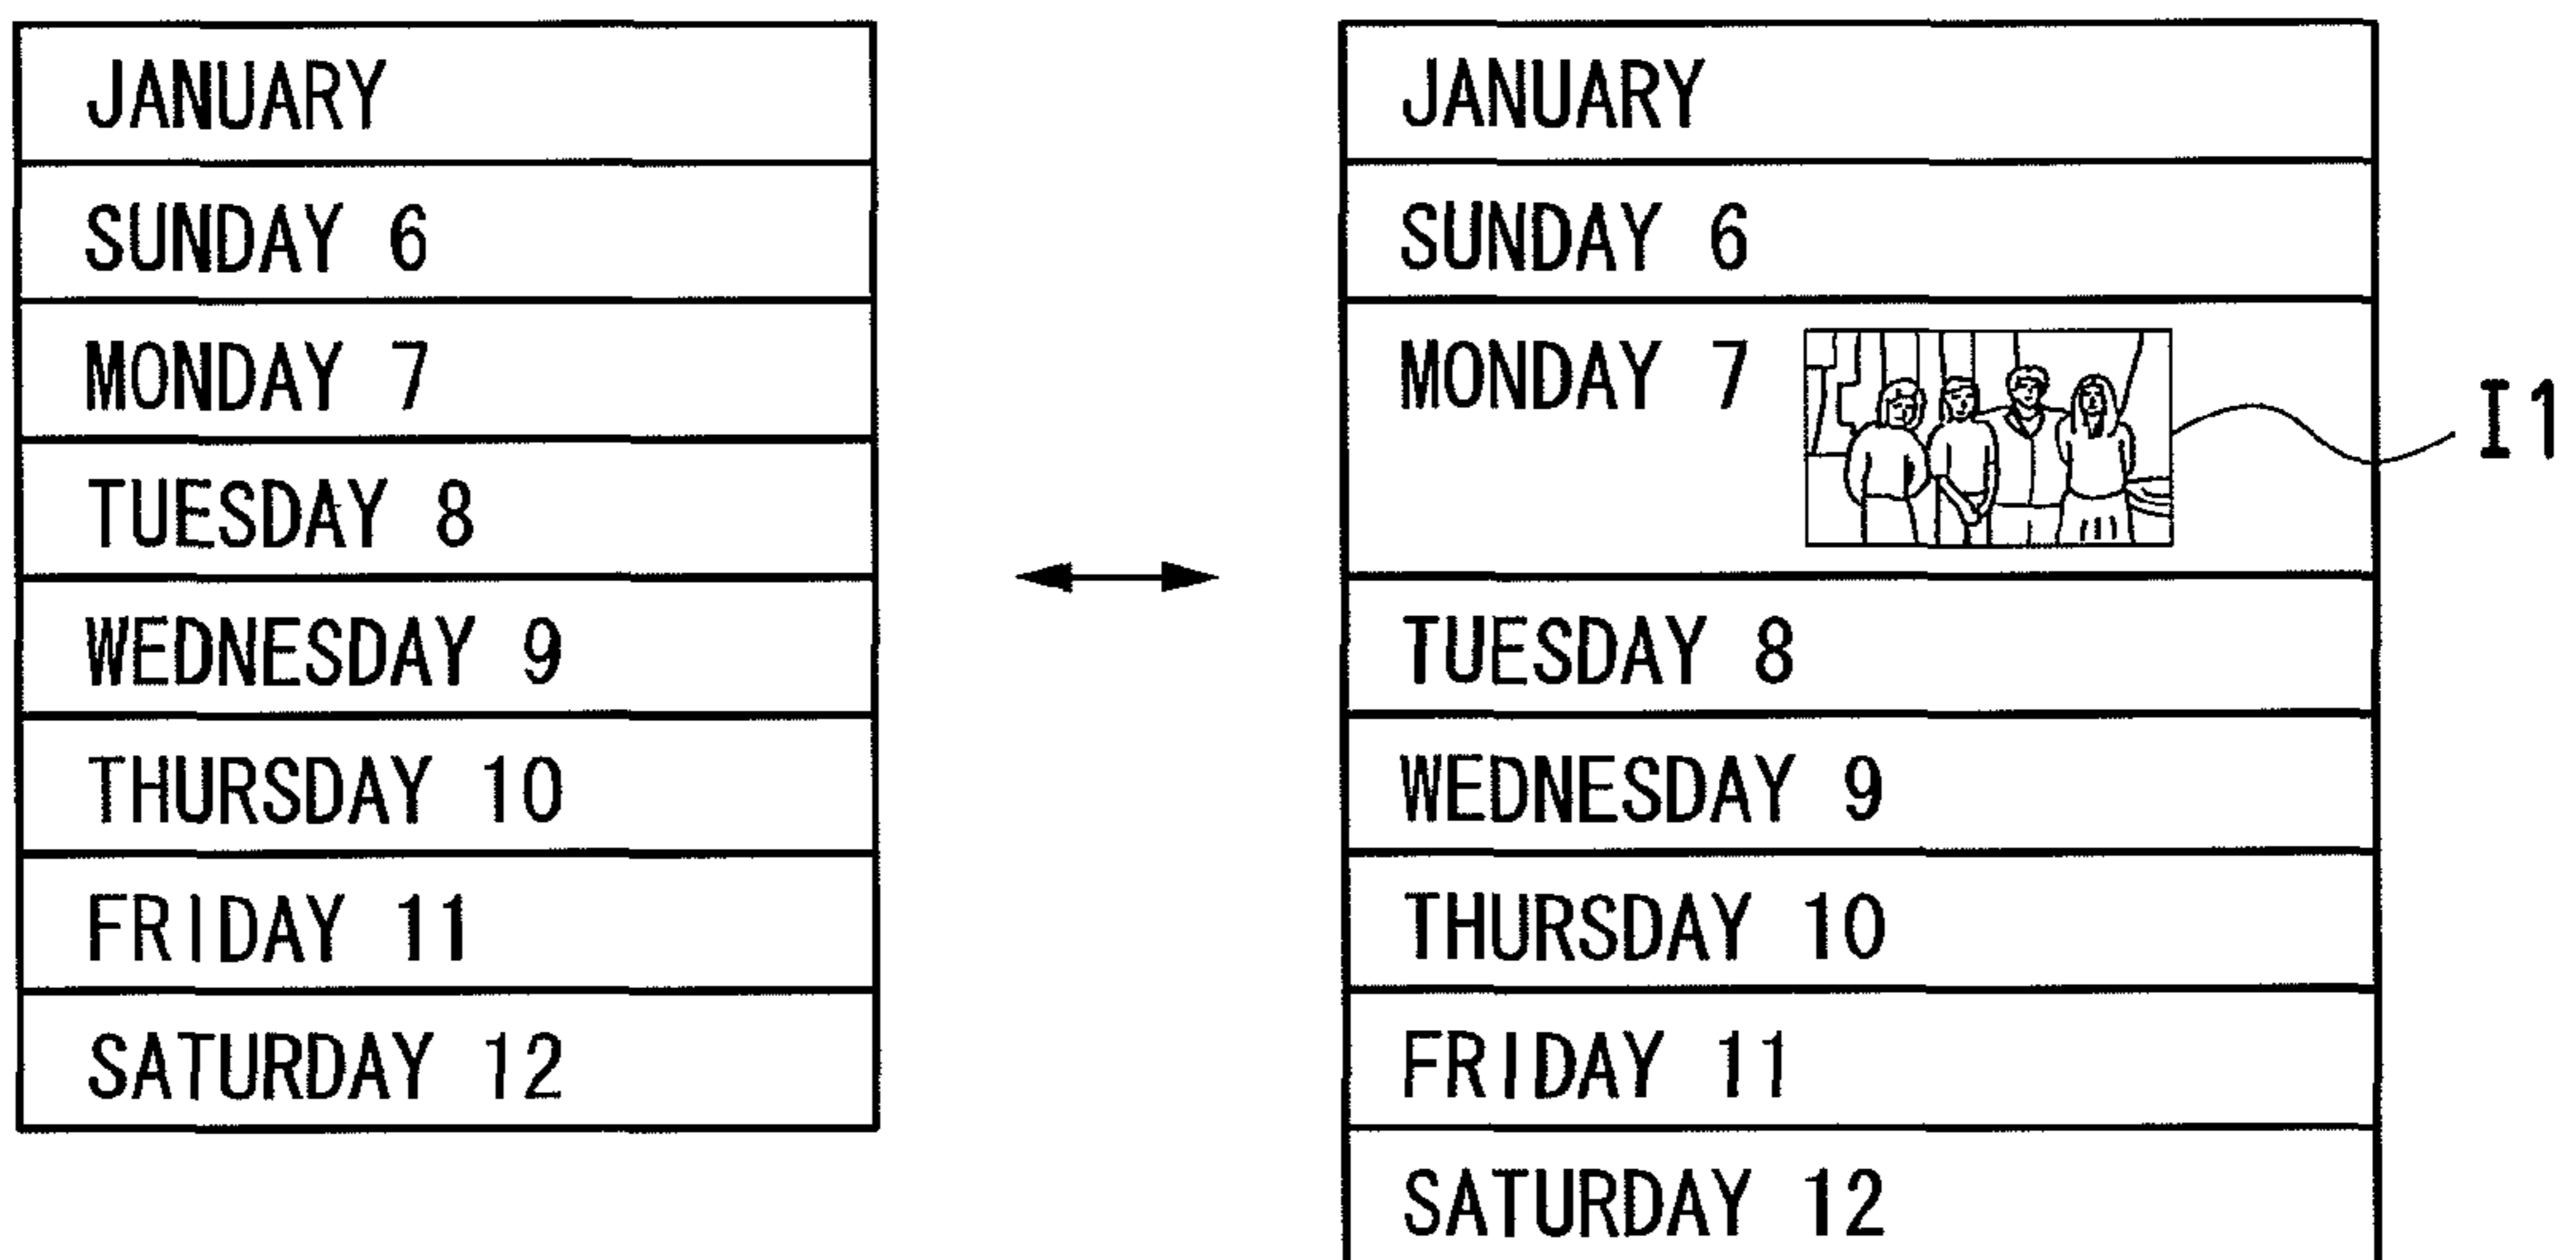 JANUARY
SUNDAY 6
MONDAY 7
TUESDAY 8
WEDNESDAY 9
THURSDAY 10
FRIDAY 11
SATURDAY 12
JANUARY
SUNDAY 6
MONDAY 7
I1
TUESDAY 8
WEDNESDAY 9
THURSDAY 10
FRIDAY 11
SATURDAY 12